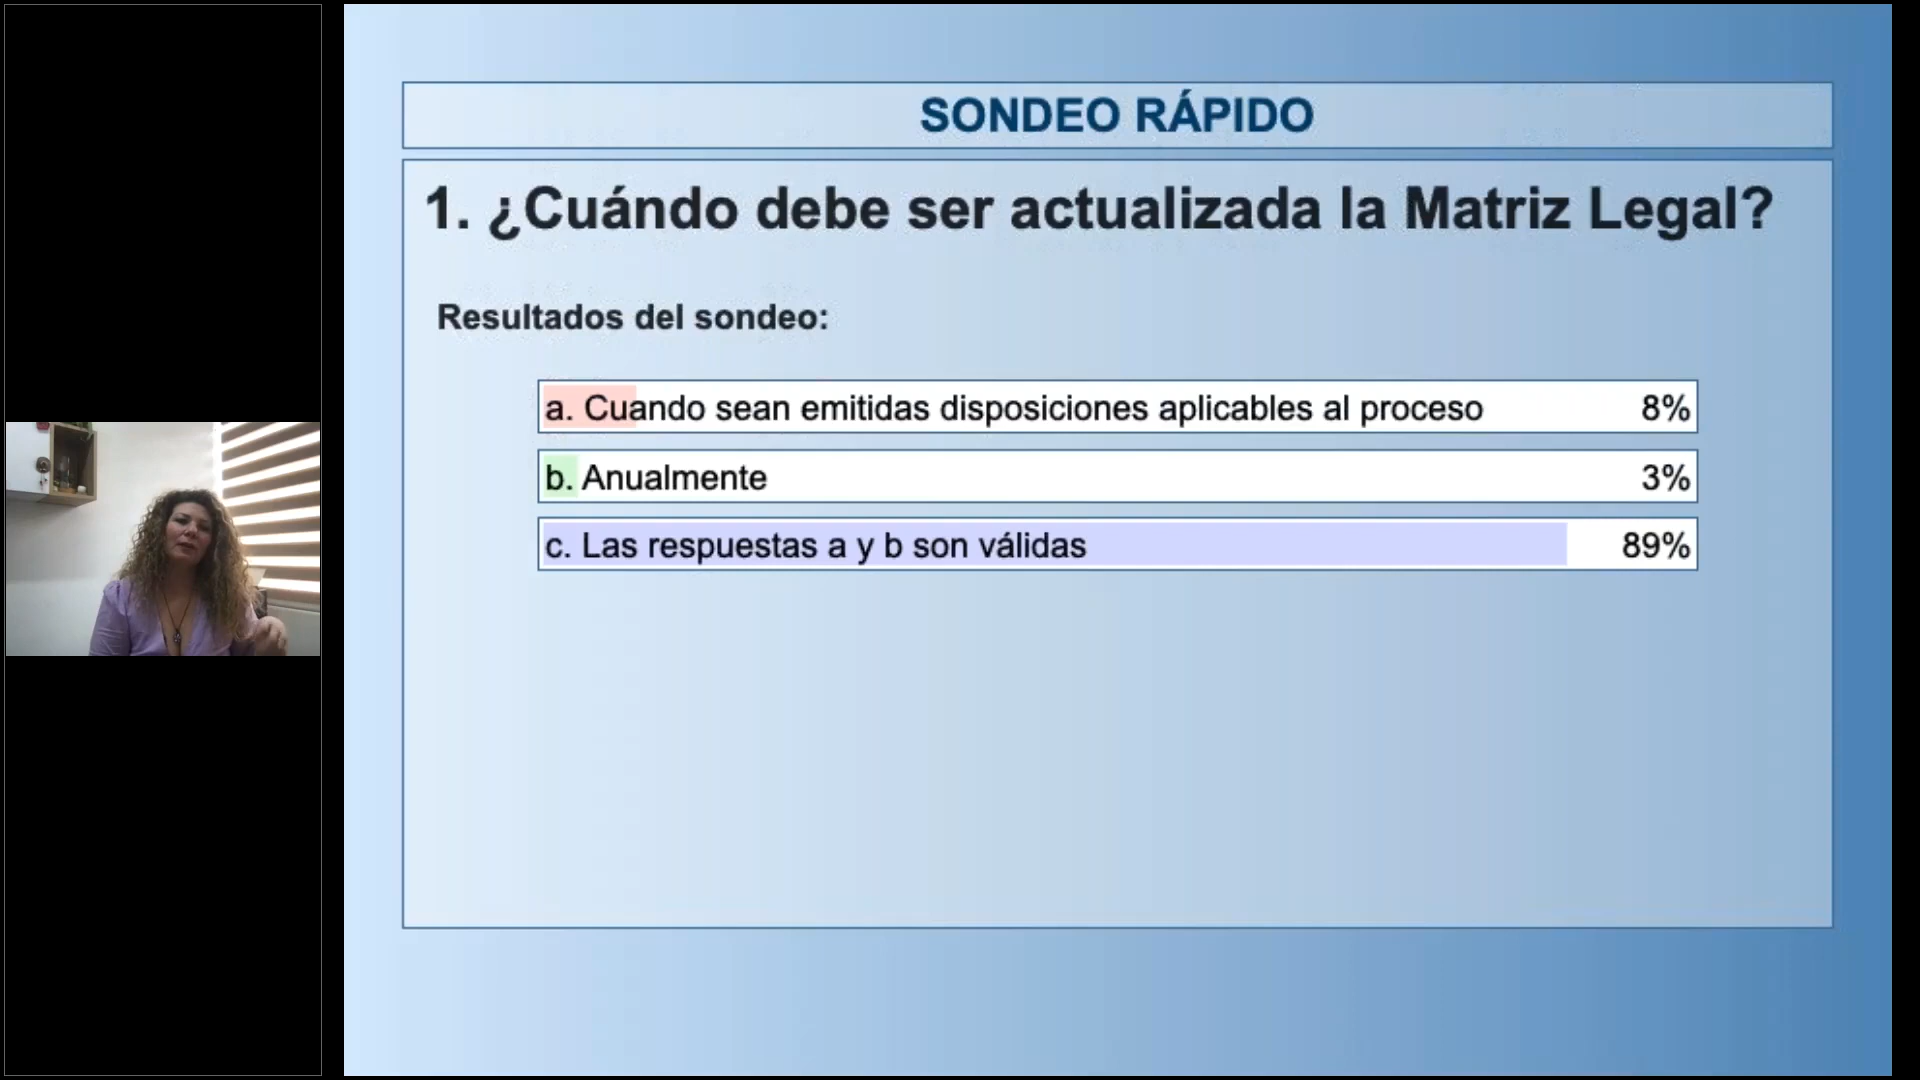 SONDEO RÁPIDO
1. ¿Cuándo debe ser actualizada la Matriz Legal?
Resultados del sondeo:
a. Cuando sean emitidas disposiciones aplicables al proceso 8%
b. Anualmente 3%
c. Las respuestas a y b son válidas 89%